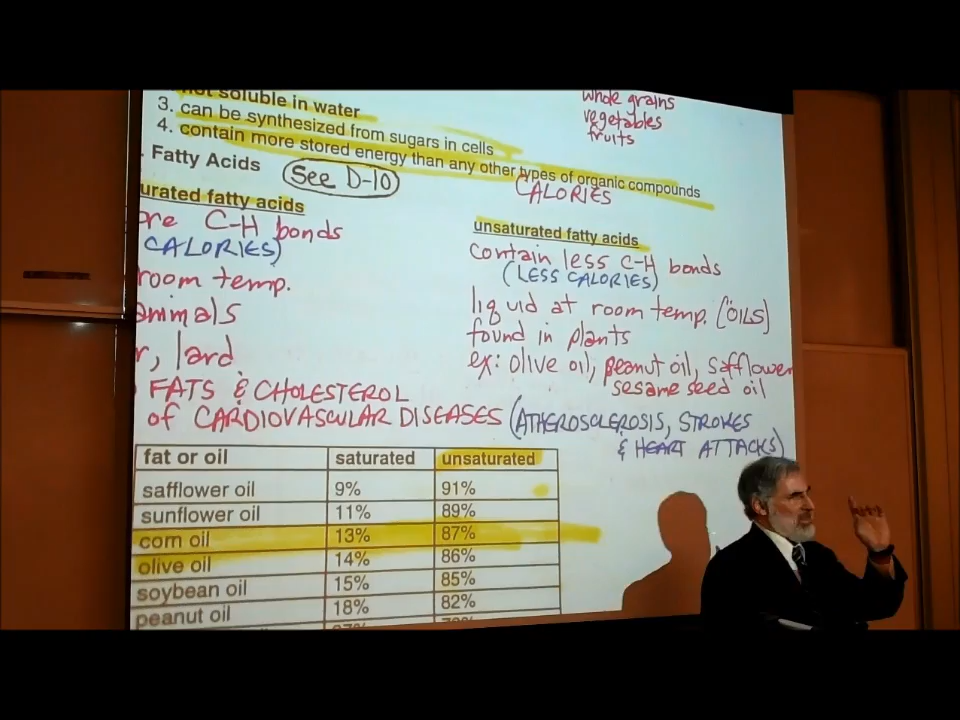 not soluble in water
3. can be synthesized from sugars in cells
4. contain more stored energy than any other types of organic compounds
CALORIES
whole grains
vegetables
fruits
. Fatty Acids See D-10
urated fatty acids
ore C-H bonds
CALORIES)
room temp.
animals
r, lard
unsaturated fatty acids
contain less C-H bonds
(LESS CALORIES)
liquid at room temp. (OILS)
found in plants
ex: olive oil, peanut oil, safflower
sesame seed oil
FATS & CHOLESTEROL
of CARDIOVASCULAR DISEASES (ATHEROSCLEROSIS, STROKES
& HEART ATTACKS)
fat or oil saturated unsaturated
safflower oil 9% 91%
sunflower oil 11% 89%
corn oil 13% 87%
olive oil 14% 86%
soybean oil 15% 85%
peanut oil 18% 82%